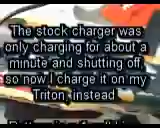 The stock charger was
only charging for about a
minute and shutting off,
so now I charge it on my
Triton, instead